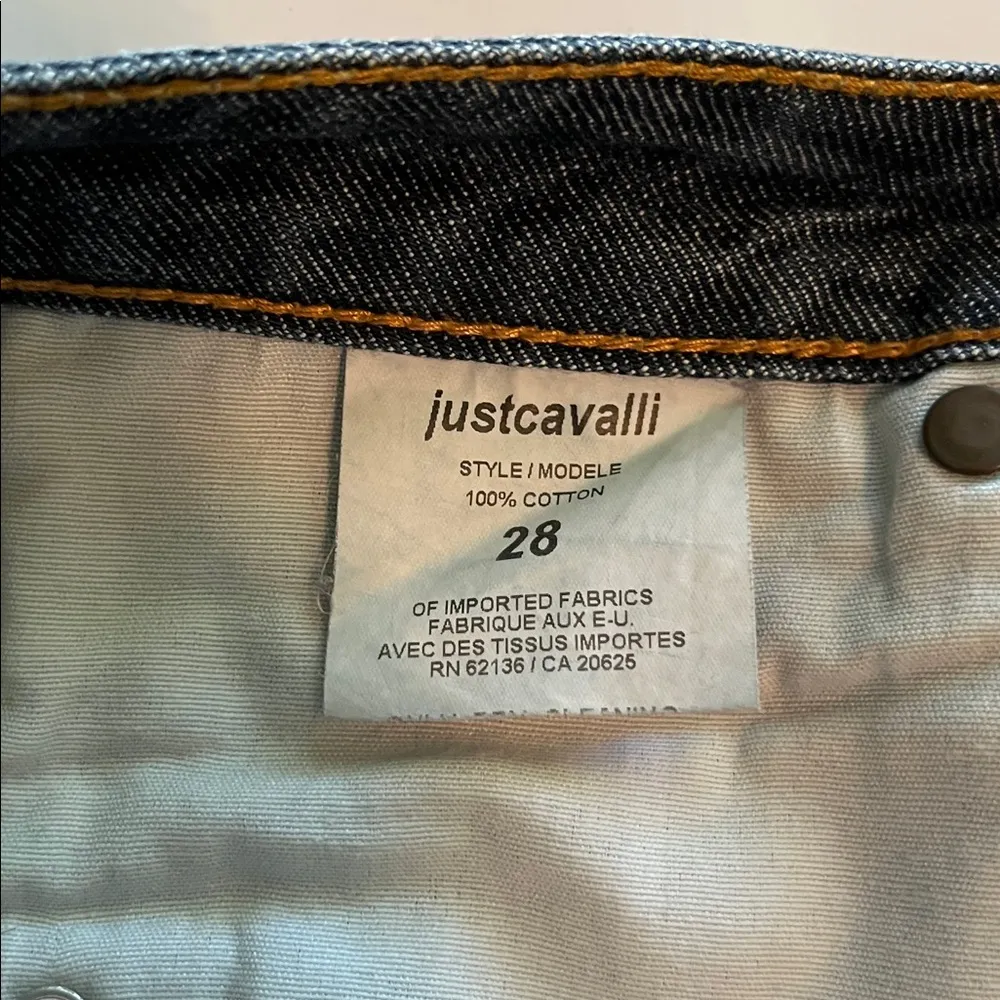 justcavalli
STYLE / MODELE
100% COTTON
28
OF IMPORTED FABRICS
FABRIQUE AUX E-U.
AVEC DES TISSUS IMPORTES
RN 62136 / CA 20625
CLEANING